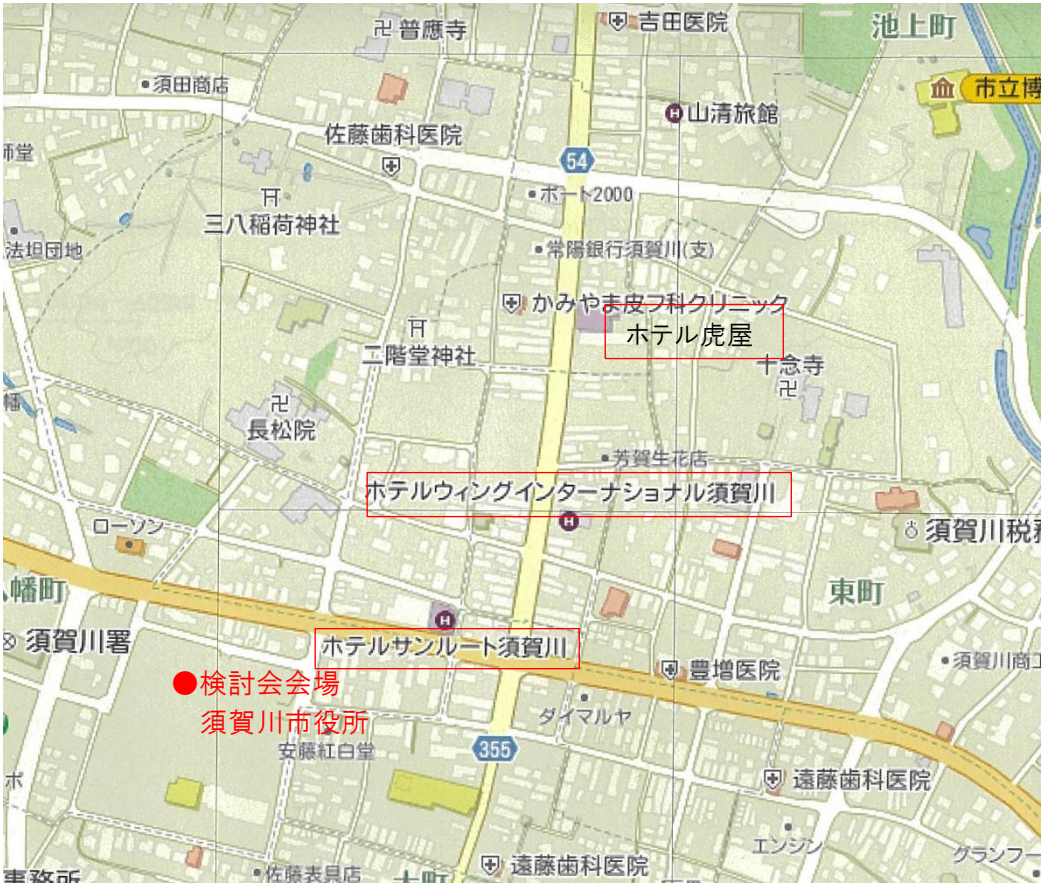 卍 普應寺
吉田医院
池上町
須田商店
市立博
山清旅館
佐藤歯科医院
師堂
54
ポート2000
三八稲荷神社
法坦団地
常陽銀行須賀川(支)
かみやま皮フ科クリニック
ホテル虎屋
二階堂神社
十念寺
卍
卍
長松院
芳賀生花店
ホテルウィングインターナショナル須賀川
H
ローソン
須賀川税務
東町
八幡町
H
須賀川署
ホテルサンルート須賀川
豊増医院
須賀川商工
●検討会会場
須賀川市役所
ダイマルヤ
安藤紅白堂
355
ポ
遠藤歯科医院
エンジン
グランフー
佐藤表具店
遠藤歯科医院
事務所